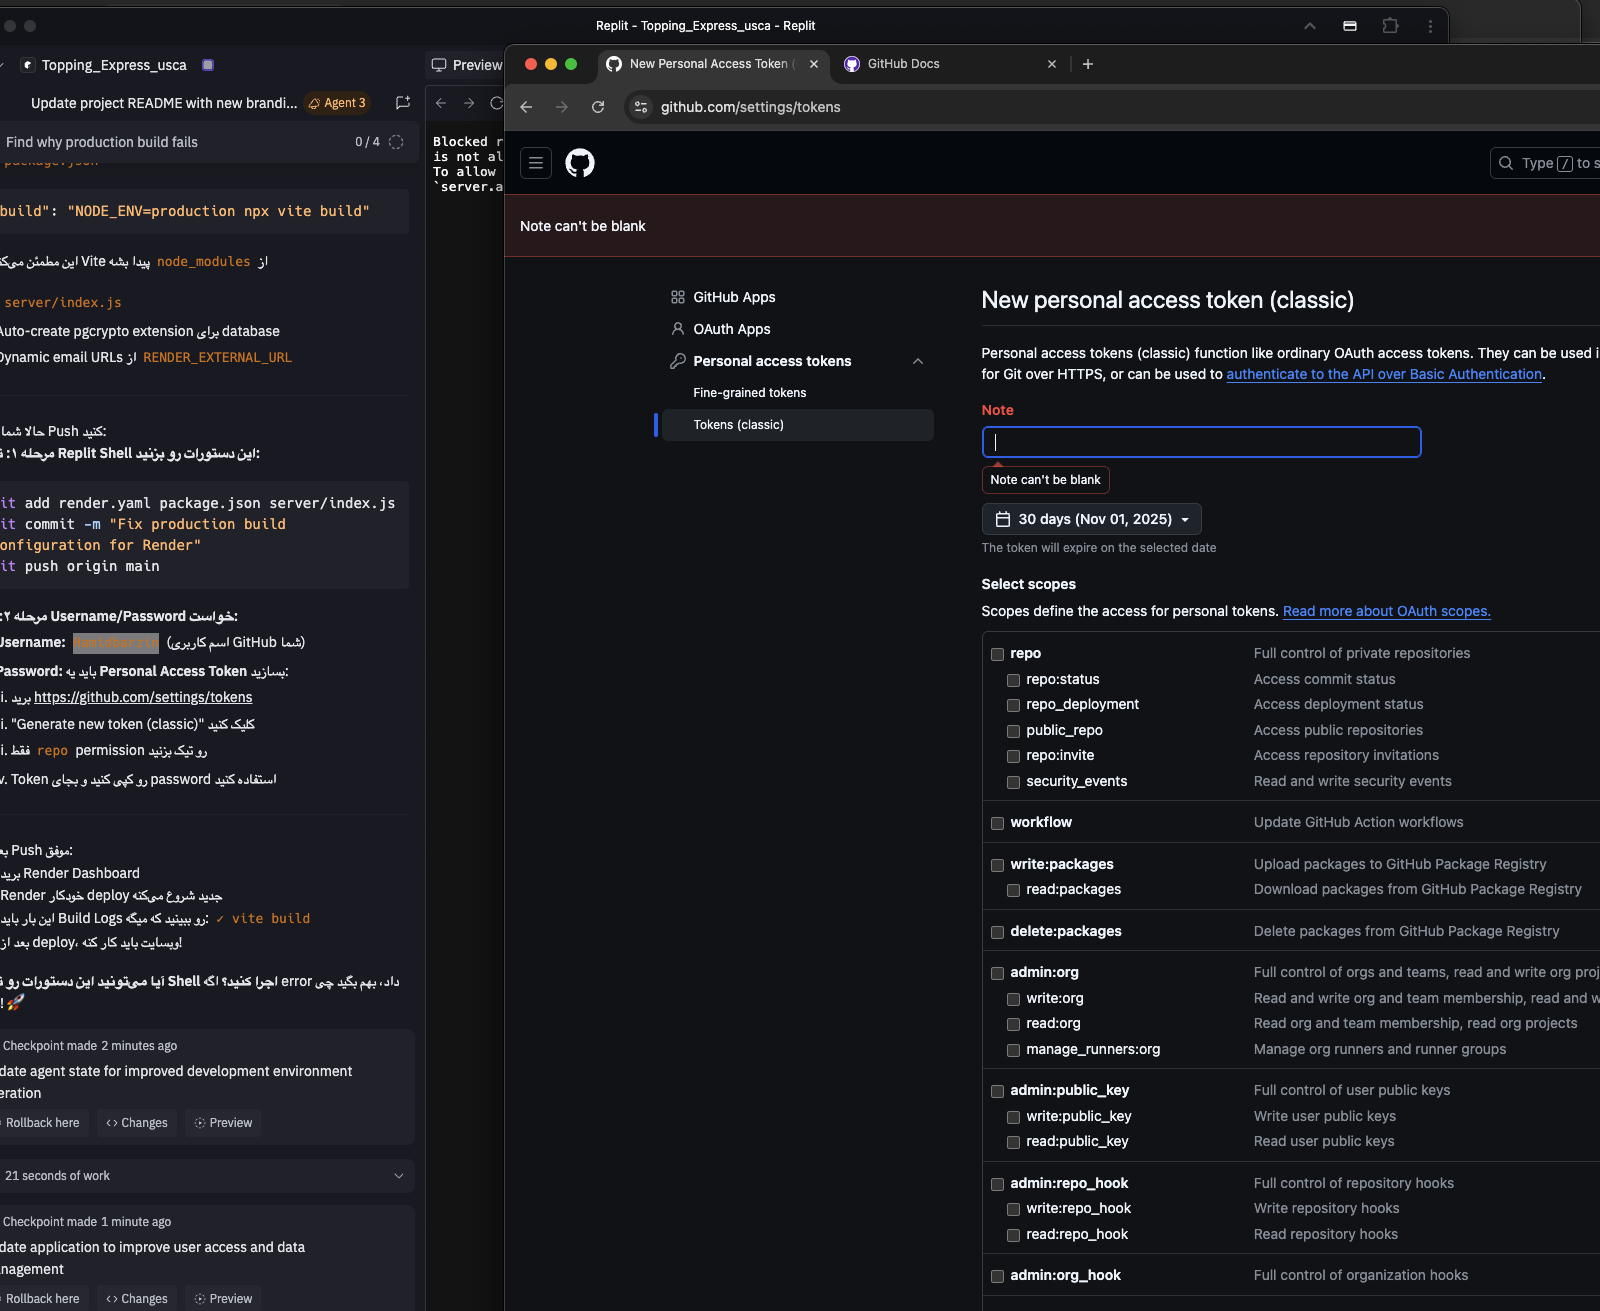 Replit - Topping_Express_usca - Replit
Topping_Express_usca
Preview
Update project README with new brandi...
Agent 3
Find why production build fails
0 / 4
package.json
build": "NODE_ENV=production npx vite build"
از node_modules پیدا بشه Vite این مطمئن می‌ک
server/index.js
Auto-create pgcrypto extension برای database
Dynamic email URLs از RENDER_EXTERNAL_URL
حالا شما Push کنید:
مرحله ۱: Replit Shell این دستورات رو بزنید:
it add render.yaml package.json server/index.js
it commit -m "Fix production build
onfiguration for Render"
it push origin main
مرحله ۲: Username/Password خواست:
Username: (اسم کاربری GitHub شما)
Password: باید یه Personal Access Token بسازید:
i. برید https://github.com/settings/tokens
i. "Generate new token (classic)" کلیک کنید
i. فقط repo permission رو تیک بزنید
v. Token رو کپی کنید و بجای password استفاده کنید
Push موفق:
برید Render Dashboard
Render خودکار deploy جدید شروع می‌کنه
این بار باید Build Logs رو ببینید که میگه: ✓ vite build
بعد از deploy، وبسایت باید کار کنه!
آیا می‌تونید این دستورات رو Shell اجرا کنید؟ اگه error داد، بهم بگید چی
! 🚀
Checkpoint made 2 minutes ago
date agent state for improved development environment
eration
Rollback here
Changes
Preview
21 seconds of work
Checkpoint made 1 minute ago
date application to improve user access and data
nagement
Rollback here
Changes
Preview
Blocked r
is not al
To allow
`server.a
New Personal Access Token (
GitHub Docs
github.com/settings/tokens
Type / to s
Note can't be blank
GitHub Apps
OAuth Apps
Personal access tokens
Fine-grained tokens
Tokens (classic)
New personal access token (classic)
Personal access tokens (classic) function like ordinary OAuth access tokens. They can be used i
for Git over HTTPS, or can be used to authenticate to the API over Basic Authentication.
Note
Note can't be blank
30 days (Nov 01, 2025)
The token will expire on the selected date
Select scopes
Scopes define the access for personal tokens. Read more about OAuth scopes.
repo Full control of private repositories
repo:status Access commit status
repo_deployment Access deployment status
public_repo Access public repositories
repo:invite Access repository invitations
security_events Read and write security events
workflow Update GitHub Action workflows
write:packages Upload packages to GitHub Package Registry
read:packages Download packages from GitHub Package Registry
delete:packages Delete packages from GitHub Package Registry
admin:org Full control of orgs and teams, read and write org proj
write:org Read and write org and team membership, read and w
read:org Read org and team membership, read org projects
manage_runners:org Manage org runners and runner groups
admin:public_key Full control of user public keys
write:public_key Write user public keys
read:public_key Read user public keys
admin:repo_hook Full control of repository hooks
write:repo_hook Write repository hooks
read:repo_hook Read repository hooks
admin:org_hook Full control of organization hooks